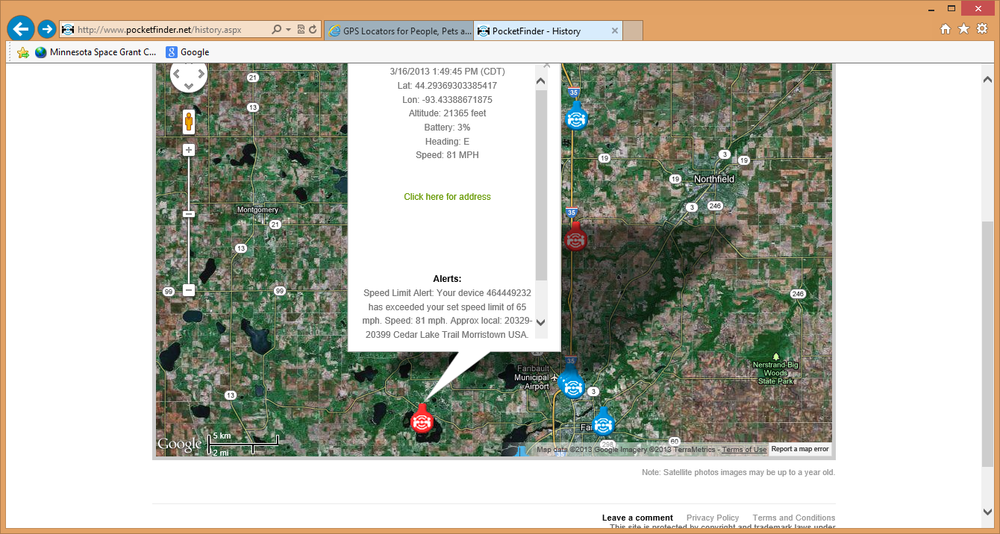 http://www.pocketfinder.net/history.aspx
GPS Locators for People, Pets a...
PocketFinder - History
Minnesota Space Grant C...
Google
3/16/2013 1:49:45 PM (CDT)
Lat: 44.29369303385417
Lon: -93.43388671875
Altitude: 21365 feet
Battery: 3%
Heading: E
Speed: 81 MPH
Click here for address
Alerts:
Speed Limit Alert: Your device 464449232
has exceeded your set speed limit of 65
mph. Speed: 81 mph. Approx local: 20329-
20399 Cedar Lake Trail Morristown USA.
21
13
35
19
3
19
19
Northfield
3
246
Montgomery
21
35
13
99
99
246
35
Faribault
Municipal
Airport
3
Nerstrand-Big
Woods
State Park
13
5 km
2 mi
Google
298
60
35
Map data ©2013 Google Imagery ©2013 TerraMetrics - Terms of Use
Report a map error
Note: Satellite photos images may be up to a year old.
Leave a comment
Privacy Policy
Terms and Conditions
This site is protected by copyright and trademark laws under